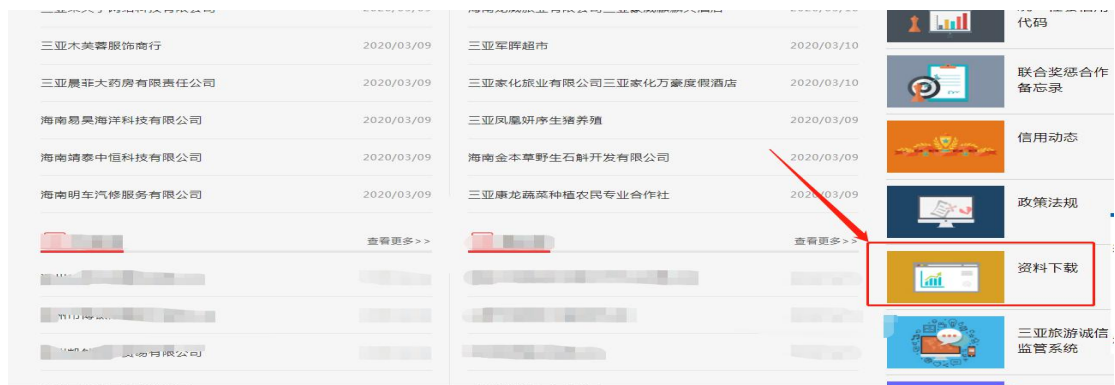 三亚木芙蓉服饰商行 2020/03/09
三亚晨菲大药房有限责任公司 2020/03/09
海南易昊海洋科技有限公司 2020/03/09
海南靖泰中恒科技有限公司 2020/03/09
海南明车汽修服务有限公司 2020/03/09
查看更多>>
三亚军晖超市 2020/03/10
三亚家化旅业有限公司三亚家化万豪度假酒店 2020/03/10
三亚凤凰妍序生猪养殖 2020/03/09
海南金本草野生石斛开发有限公司 2020/03/09
三亚康龙蔬菜种植农民专业合作社 2020/03/09
查看更多>>
代码
联合奖惩合作
备忘录
信用动态
政策法规
资料下载
三亚旅游诚信
监管系统